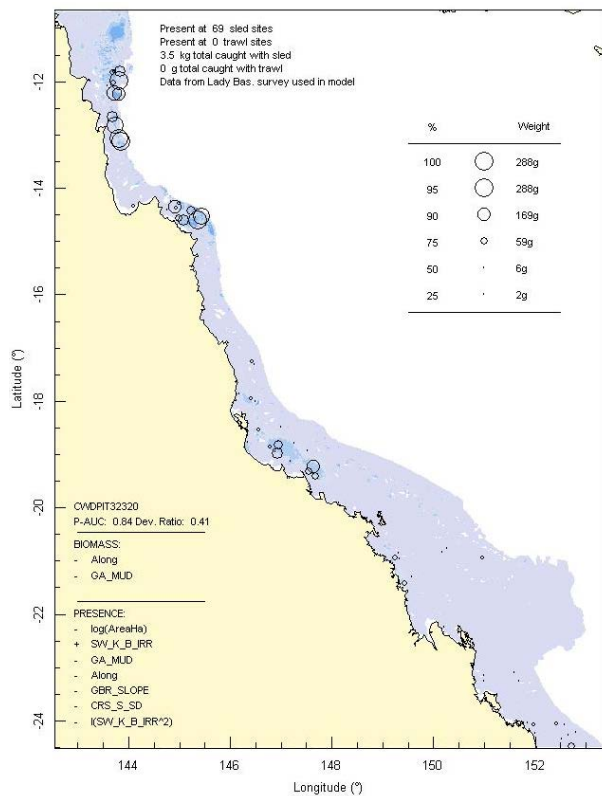 Present at 69 sled sites
Present at 0 trawl sites
3.5 kg total caught with sled
0 g total caught with trawl
Data from Lady Bas. survey used in model
% Weight
100 288g
95 288g
90 169g
75 59g
50 6g
25 2g
-12
-14
-16
-18
-20
-22
-24
Latitude (°)
CWDPIT32320
P-AUC: 0.84 Dev. Ratio: 0.41
BIOMASS:
- Along
- GA_MUD
PRESENCE:
- log(AreaHa)
+ SW_K_B_IRR
- GA_MUD
- Along
- GBR_SLOPE
- CRS_S_SD
- I(SW_K_B_IRR^2)
144 146 148 150 152
Longitude (°)